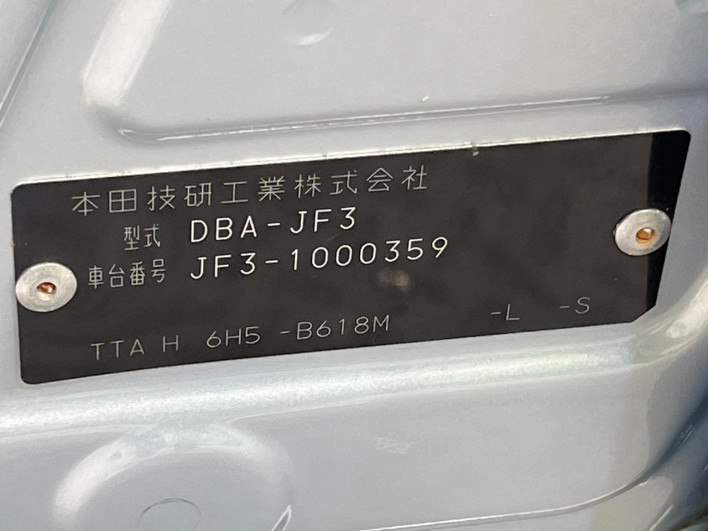 本田技研工業株式会社
型式 DBA-JF3
車台番号 JF3-1000359
TTA H 6H5 -B618M -L -S